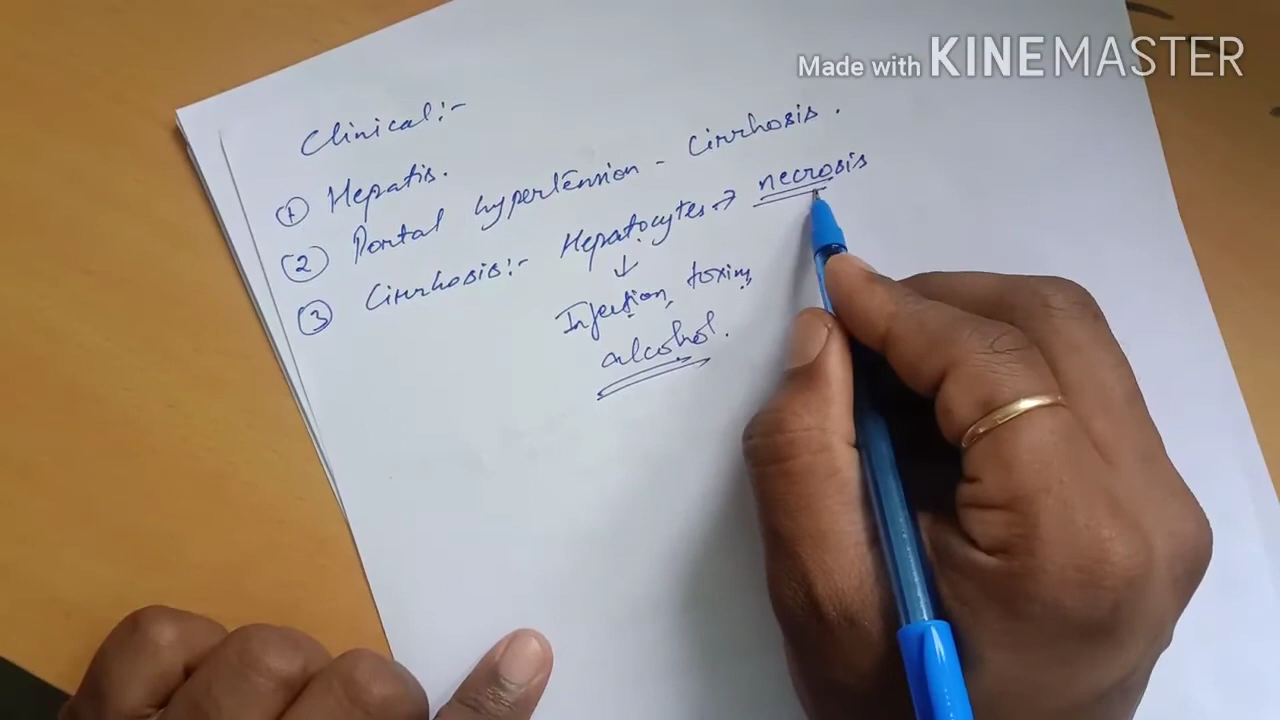 Made with KINEMASTER
Clinical:-
① Hepatis.
② Portal hypertension - Cirrhosis.
③ Cirrhosis:- Hepatocytes → necrosis
↓
Infection, toxins,
alcohol.